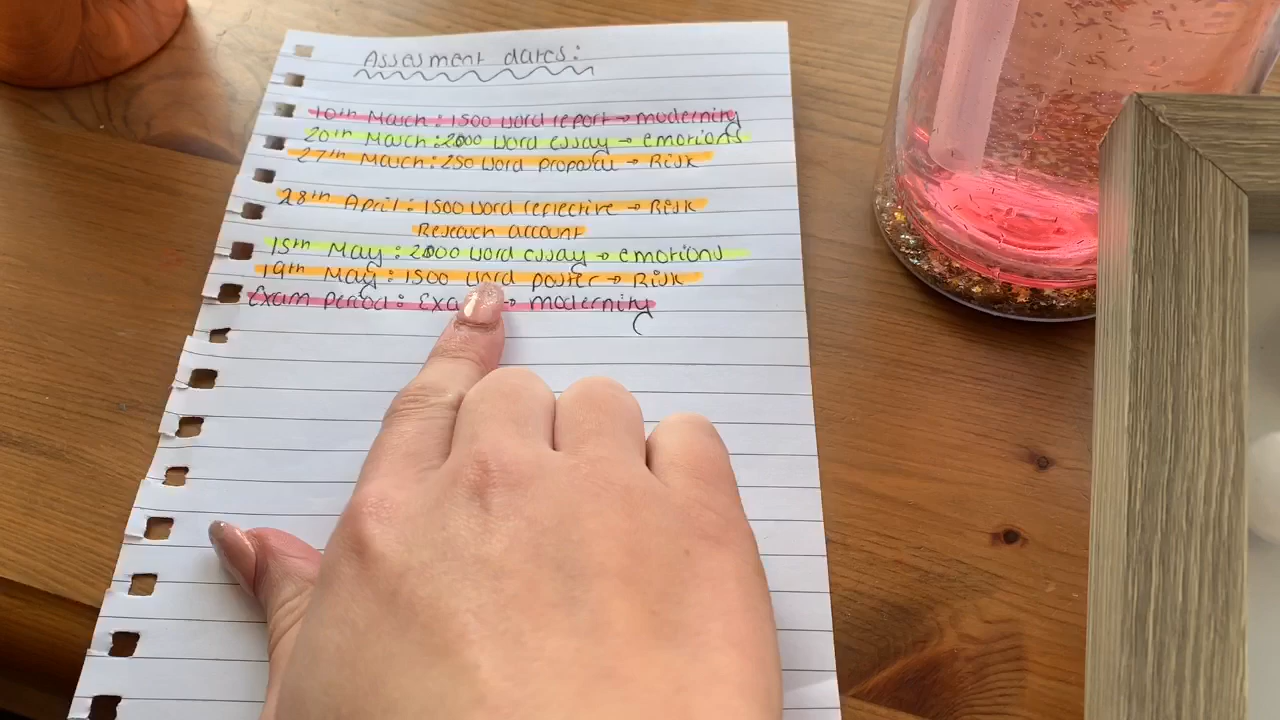 Assesment dates:
10th March: 1500 word report → modernity
20th March: 2000 word essay → emotions
27th March: 250 word proposal → Risk
28th April: 1500 word reflective → Risk
Research account
15th May: 2000 word essay → emotions
19th May: 1500 word poster → Risk
Exam period: → modernity